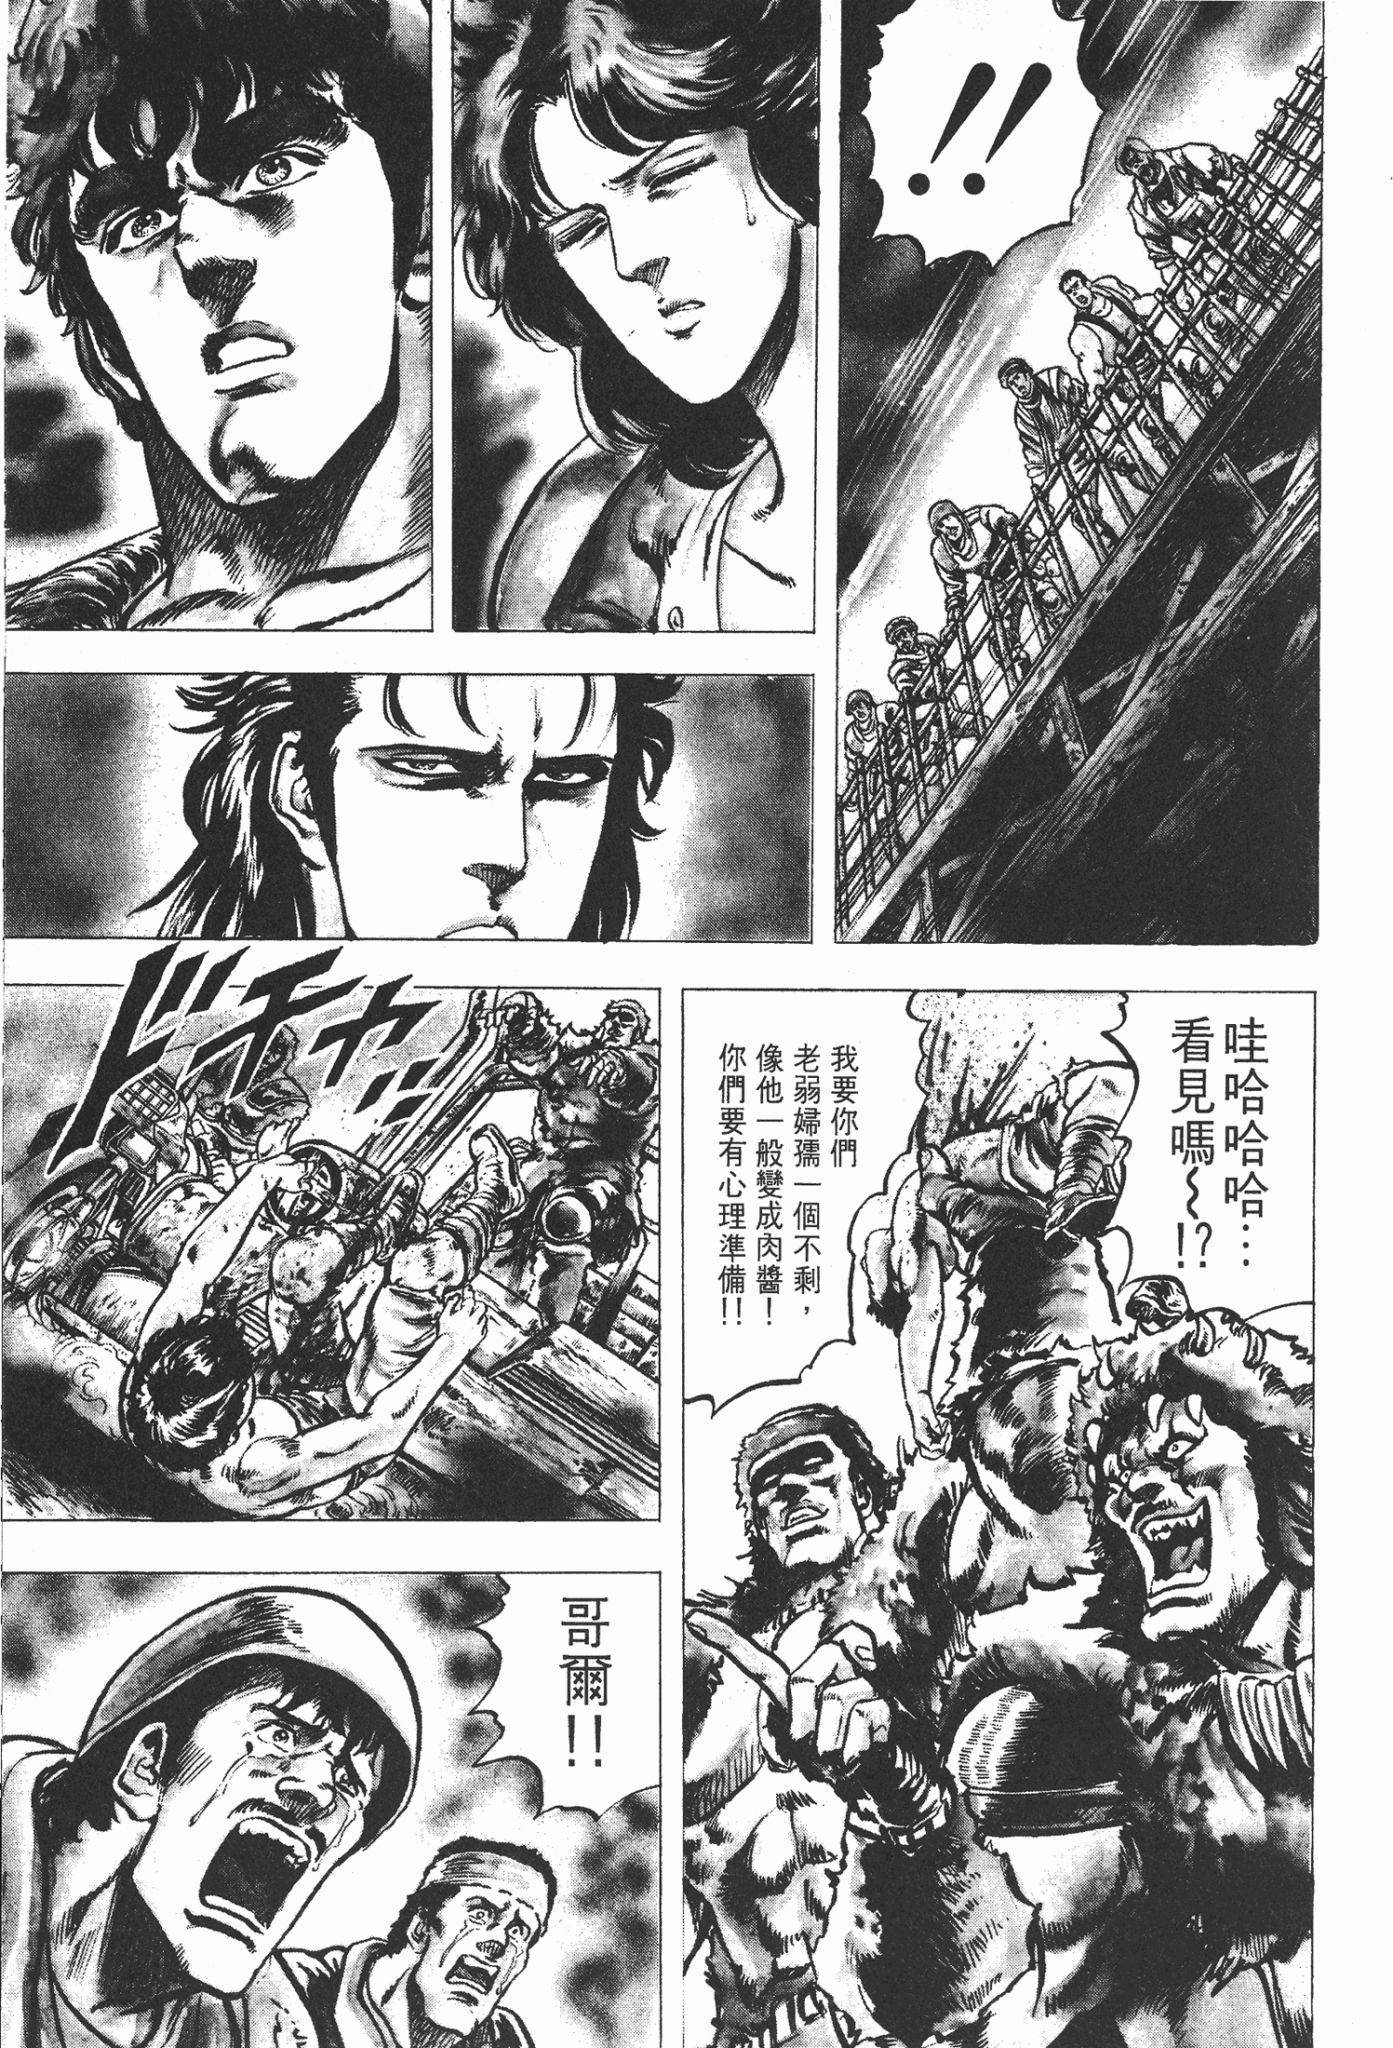 !!
哇哈哈哈…
看見嗎~!?
我要你們
老弱婦孺一個不剩，
像他一般變成肉醬！
你們要有心理準備!!
ドチャッ
哥爾!!